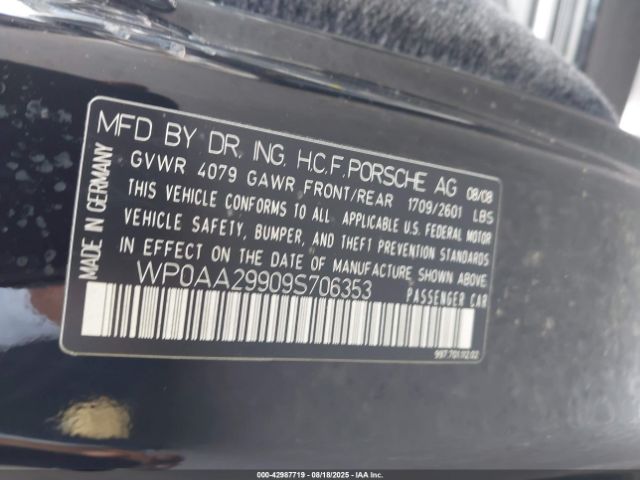 MFD BY DR. ING. H.C.F. PORSCHE AG 08/08
GVWR 4079 GAWR FRONT/REAR 1709/2601 LBS
THIS VEHICLE CONFORMS TO ALL APPLICABLE U.S. FEDERAL MOTOR
VEHICLE SAFETY, BUMPER, AND THEFT PREVENTION STANDARDS
IN EFFECT ON THE DATE OF MANUFACTURE SHOWN ABOVE.
WP0AA29909S706353 PASSENGER CAR
997.701.112.02
MADE IN GERMANY
000-42987719 - 08/18/2025 - IAAI.COM